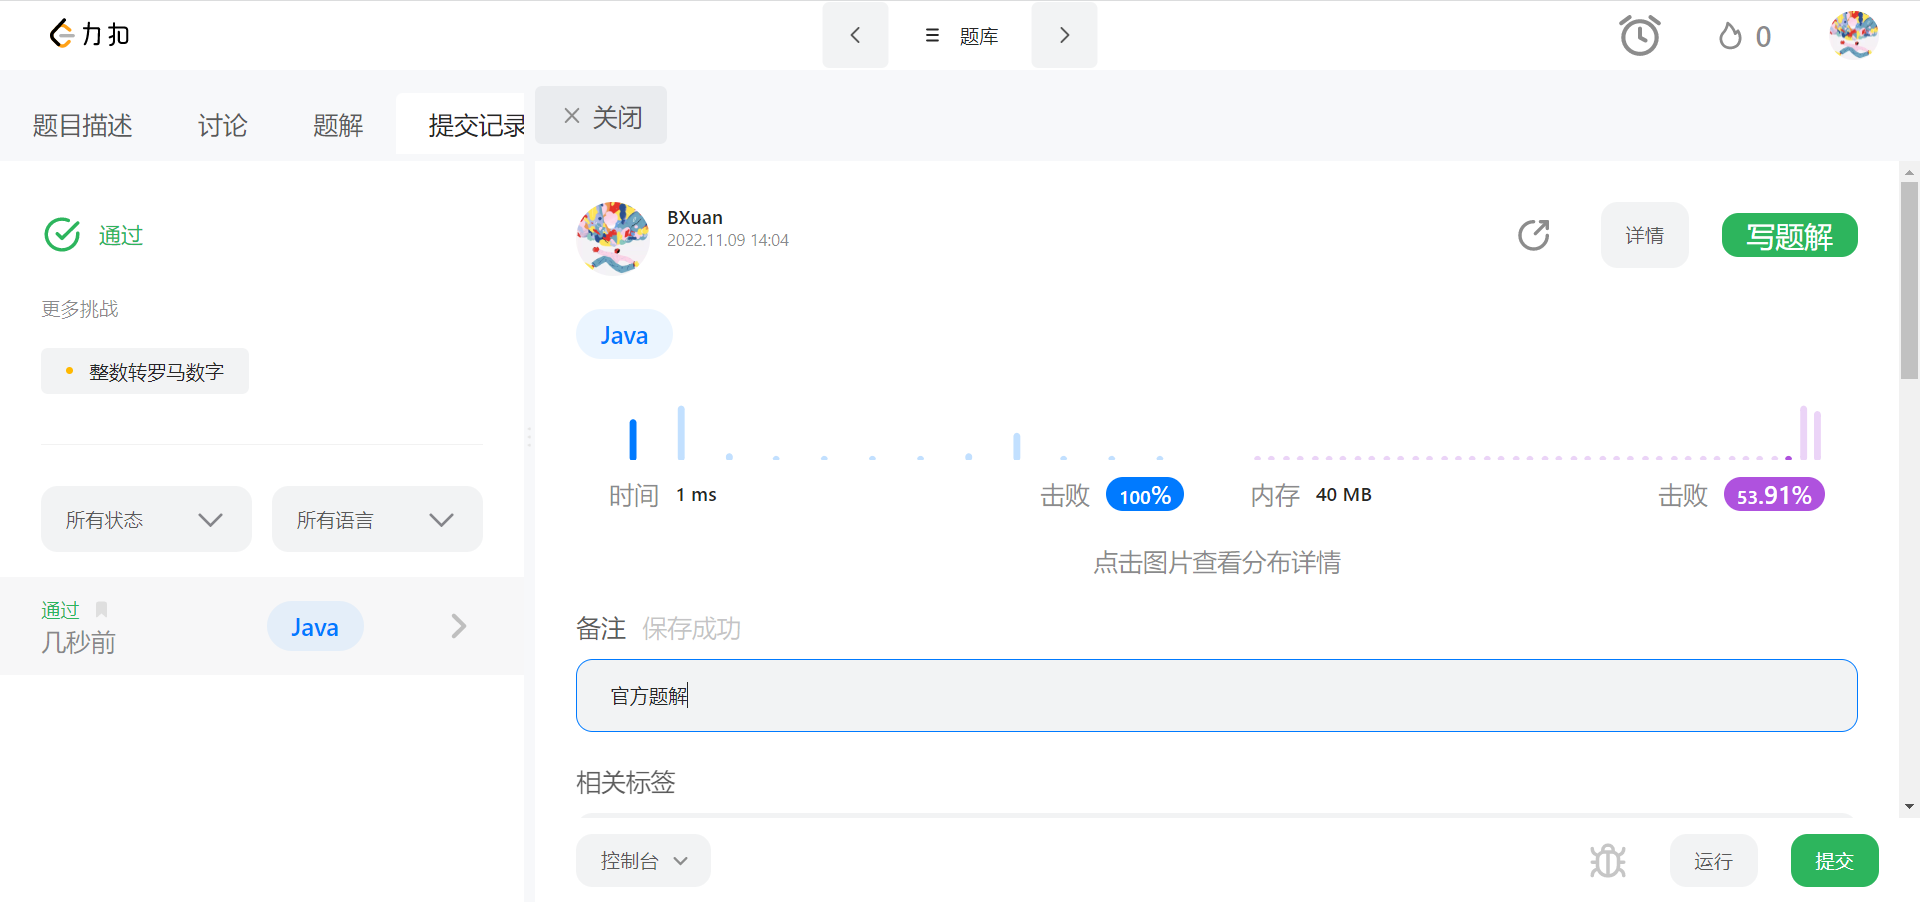 力扣
题库
0
题目描述
讨论
题解
提交记录
关闭
通过
更多挑战
整数转罗马数字
所有状态
所有语言
通过
几秒前
Java
BXuan
2022.11.09 14:04
详情
写题解
Java
时间 1 ms
击败 100%
内存 40 MB
击败 53.91%
点击图片查看分布详情
备注 保存成功
官方题解
相关标签
控制台
运行
提交